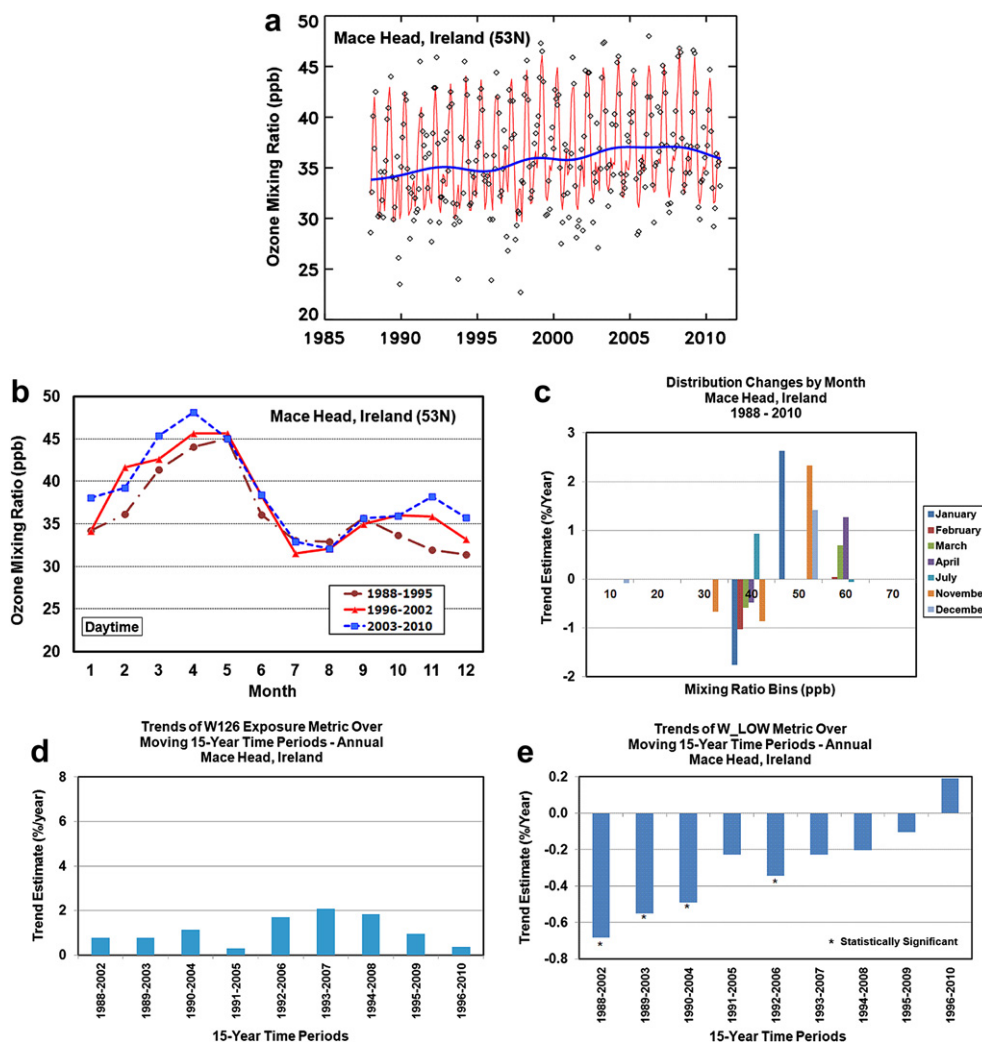 a
Mace Head, Ireland (53N)
Ozone Mixing Ratio (ppb)
50
45
40
35
30
25
20
1985
1990
1995
2000
2005
2010
b
Mace Head, Ireland (53N)
Ozone Mixing Ratio (ppb)
50
45
40
35
30
25
20
1988-1995
1996-2002
2003-2010
Daytime
1 2 3 4 5 6 7 8 9 10 11 12
Month
c
Distribution Changes by Month
Mace Head, Ireland
1988 - 2010
Trend Estimate (%/Year)
3
2
1
0
-1
-2
10 20 30 40 50 60 70
Mixing Ratio Bins (ppb)
January
February
March
April
July
November
December
d
Trends of W126 Exposure Metric Over
Moving 15-Year Time Periods - Annual
Mace Head, Ireland
Trend Estimate (%/year)
8
6
4
2
0
1988-2002
1989-2003
1990-2004
1991-2005
1992-2006
1993-2007
1994-2008
1995-2009
1996-2010
15-Year Time Periods
e
Trends of W_LOW Metric Over
Moving 15-Year Time Periods - Annual
Mace Head, Ireland
Trend Estimate (%/Year)
0.2
0.0
-0.2
-0.4
-0.6
-0.8
* * * *
* Statistically Significant
1988-2002
1989-2003
1990-2004
1991-2005
1992-2006
1993-2007
1994-2008
1995-2009
1996-2010
15-Year Time Periods